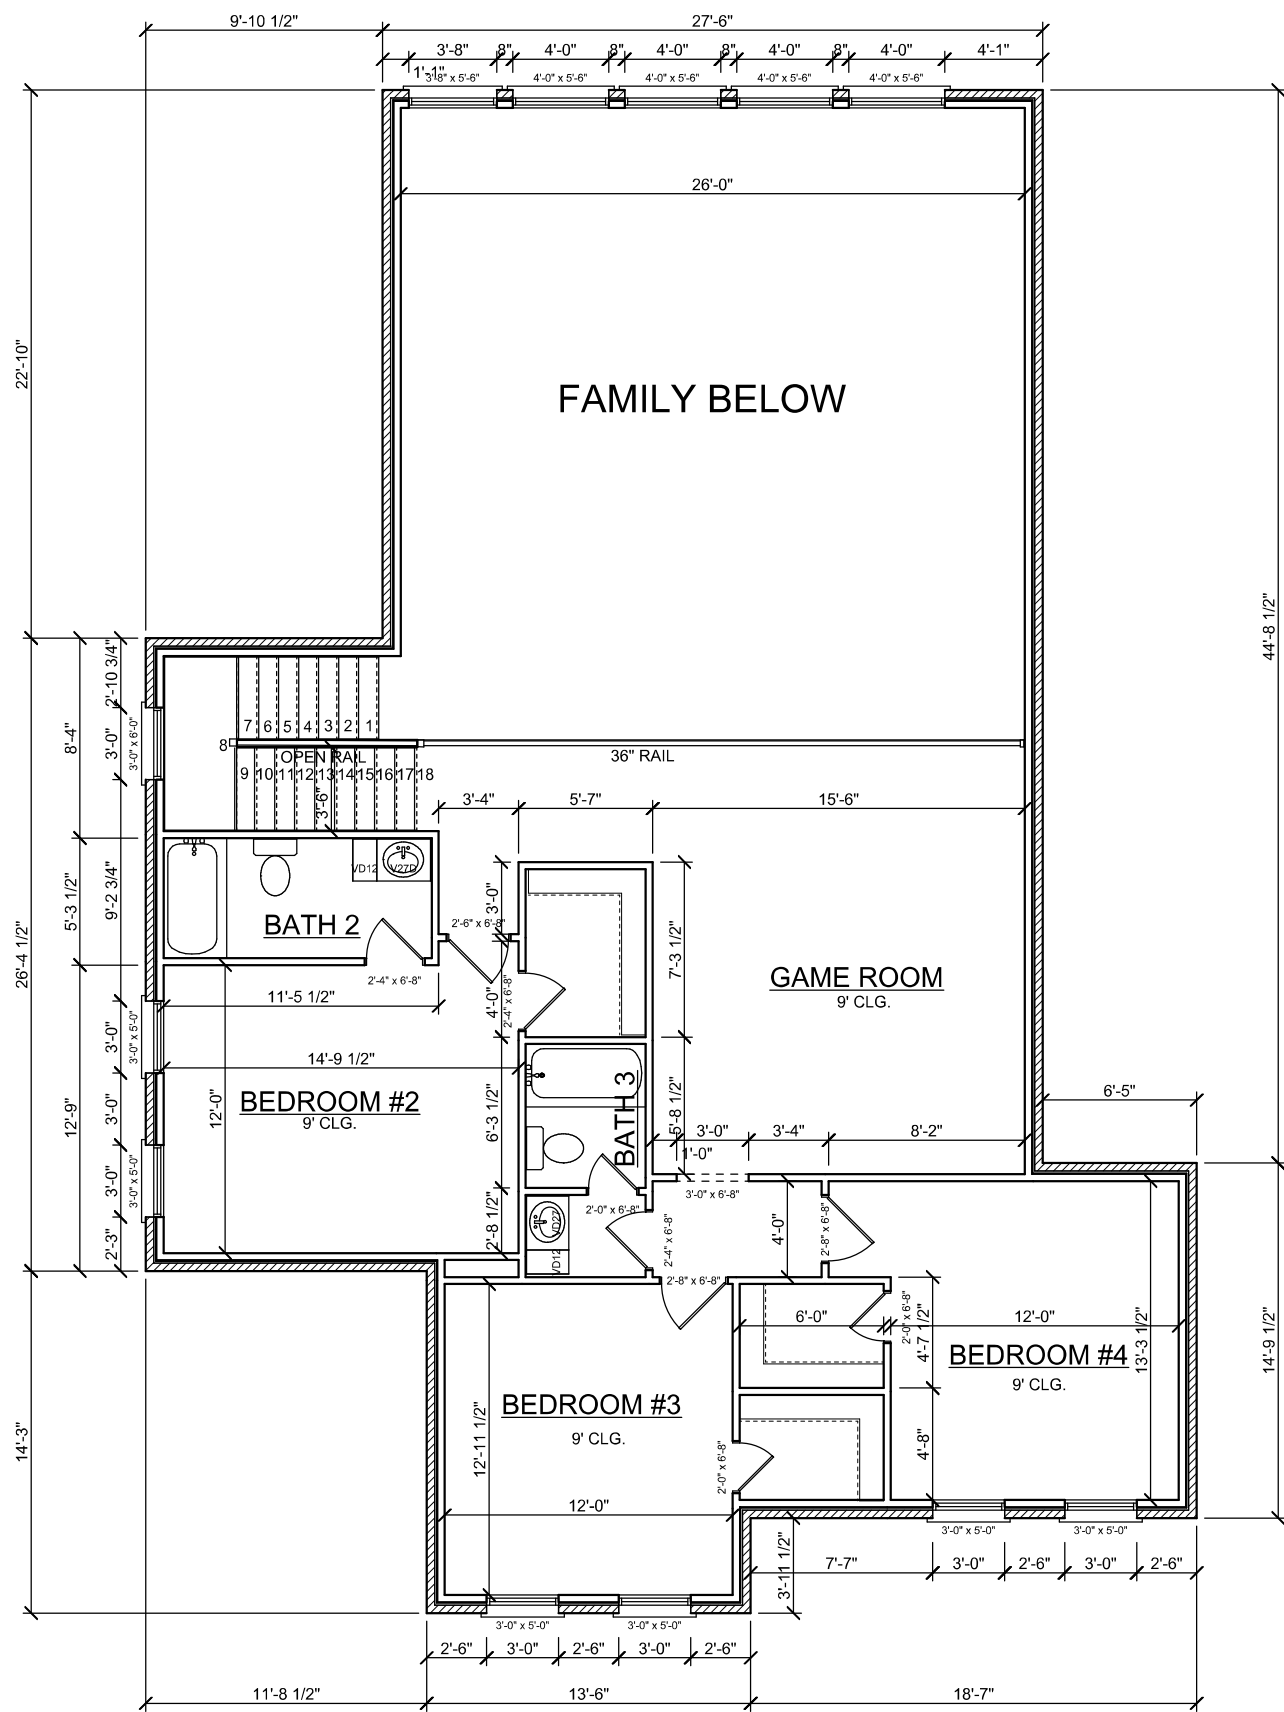 9'-10 1/2" 27'-6"
3'-8" 8" 4'-0" 8" 4'-0" 8" 4'-0" 8" 4'-0" 4'-1"
1'-1"
3'-8" x 5'-6" 4'-0" x 5'-6" 4'-0" x 5'-6" 4'-0" x 5'-6" 4'-0" x 5'-6"
26'-0"
22'-10"
FAMILY BELOW
44'-8 1/2"
2'-10 3/4"
7 6 5 4 3 2 1
8'-4"
3'-0"
3'-0" x 6'-0"
8
OPEN RAIL
36" RAIL
9 10 11 12 13 14 15 16 17 18
3'-6"
3'-4" 5'-7" 15'-6"
VD12 V27D
9'-2 3/4"
5'-3 1/2"
BATH 2
3'-0"
2'-6" x 6'-8"
7'-3 1/2"
26'-4 1/2"
2'-4" x 6'-8"
GAME ROOM
9' CLG.
11'-5 1/2"
4'-0"
2'-4" x 6'-8"
3'-0"
3'-0" x 5'-0"
14'-9 1/2"
BEDROOM #2
9' CLG.
12'-0"
12'-9"
3'-0"
6'-3 1/2"
BATH 3
5'-8 1/2"
6'-5"
3'-0" 3'-4" 8'-2"
1'-0"
3'-0"
3'-0" x 5'-0"
3'-0" x 6'-8"
2'-0" x 6'-8"
2'-3"
2'-8 1/2"
VD27
VD12
2'-4" x 6'-8"
4'-0"
2'-8" x 6'-8"
2'-8" x 6'-8"
6'-0" 12'-0"
2'-0" x 6'-8"
4'-7 1/2"
13'-3 1/2"
14'-9 1/2"
BEDROOM #4
9' CLG.
BEDROOM #3
9' CLG.
14'-3"
12'-11 1/2"
2'-0" x 6'-8"
4'-8"
12'-0"
3'-0" x 5'-0" 3'-0" x 5'-0"
7'-7" 3'-0" 2'-6" 3'-0" 2'-6"
3'-11 1/2"
3'-0" x 5'-0" 3'-0" x 5'-0"
2'-6" 3'-0" 2'-6" 3'-0" 2'-6"
11'-8 1/2" 13'-6" 18'-7"